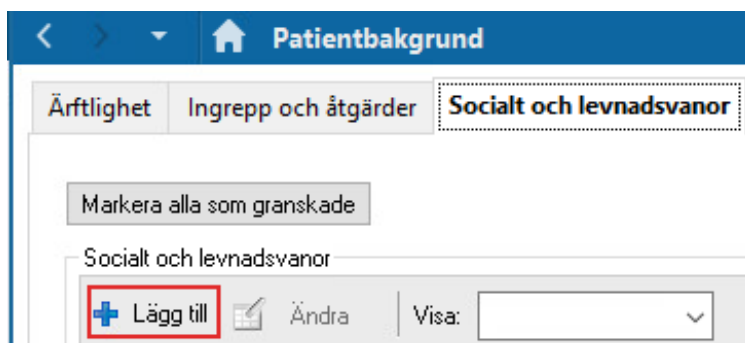 Patientbakgrund
Ärftlighet Ingrepp och åtgärder Socialt och levnadsvanor
Markera alla som granskade
Socialt och levnadsvanor
Lägg till Ändra Visa: